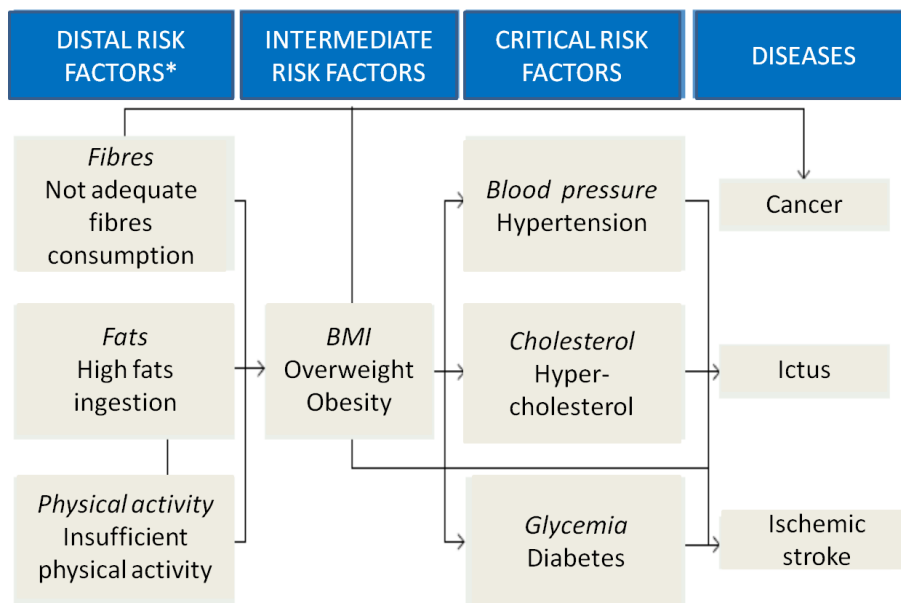 DISTAL RISK
FACTORS*
INTERMEDIATE
RISK FACTORS
CRITICAL RISK
FACTORS
DISEASES
Fibres
Not adequate
fibres
consumption
Blood pressure
Hypertension
Cancer
Fats
High fats
ingestion
BMI
Overweight
Obesity
Cholesterol
Hyper-
cholesterol
Ictus
Physical activity
Insufficient
physical activity
Glycemia
Diabetes
Ischemic
stroke